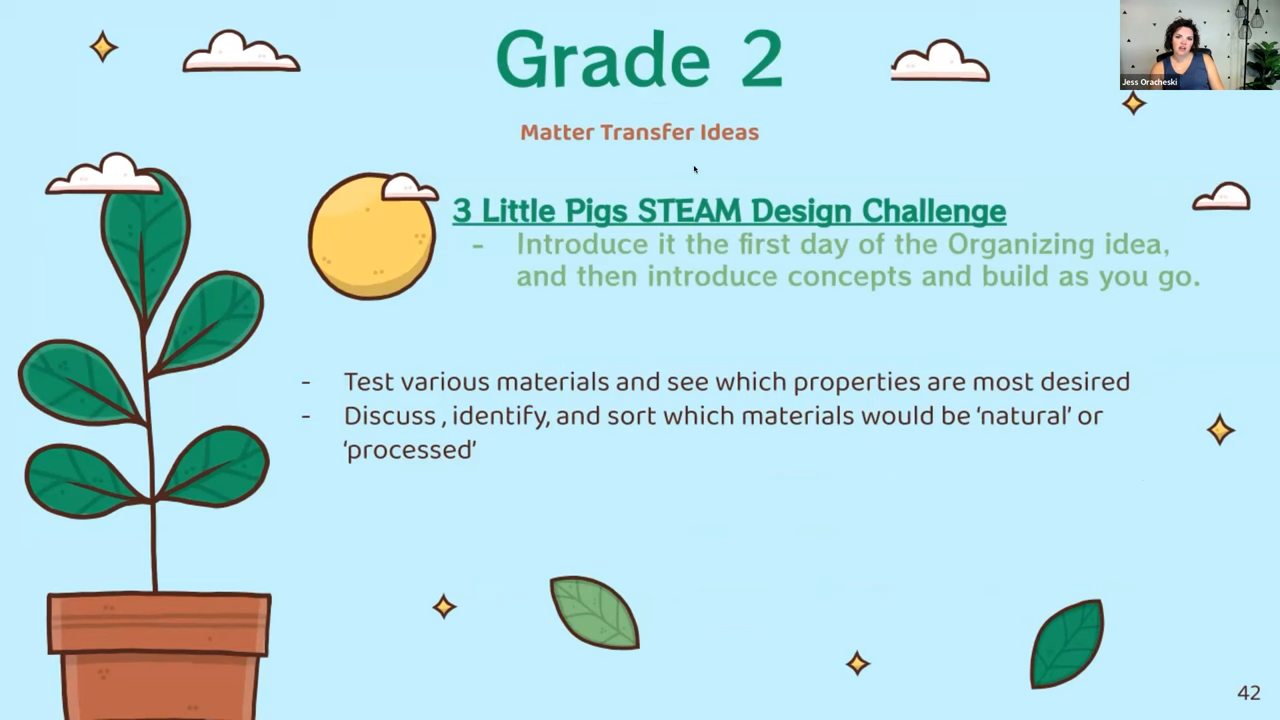 Grade 2
Jess Oracheski
Matter Transfer Ideas
3 Little Pigs STEAM Design Challenge
- Introduce it the first day of the Organizing idea,
and then introduce concepts and build as you go.
- Test various materials and see which properties are most desired
- Discuss , identify, and sort which materials would be ‘natural’ or
‘processed’
42